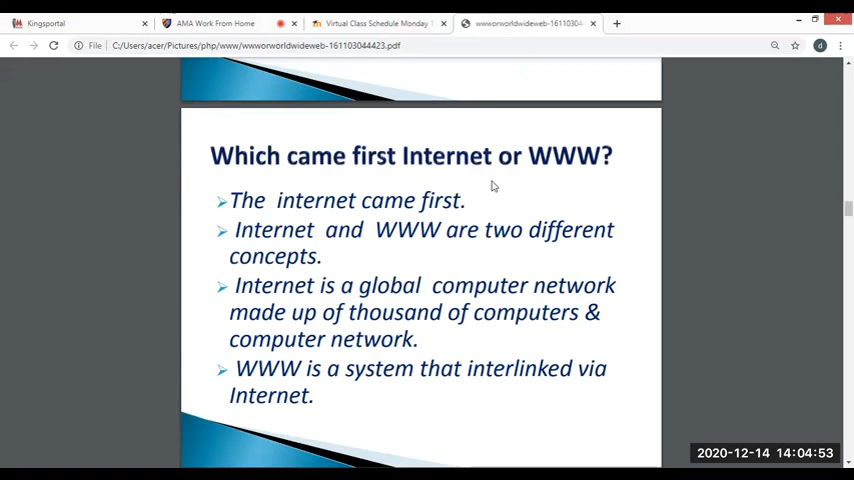 Kingsportal
AMA Work From Home
Virtual Class Schedule Monday
wwworworldwideweb-1611030444
File
C:/Users/acer/Pictures/php/www/wwworworldwideweb-161103044423.pdf
d
Which came first Internet or WWW?
The internet came first.
Internet and WWW are two different
concepts.
Internet is a global computer network
made up of thousand of computers &
computer network.
WWW is a system that interlinked via
Internet.
2020-12-14 14:04:53